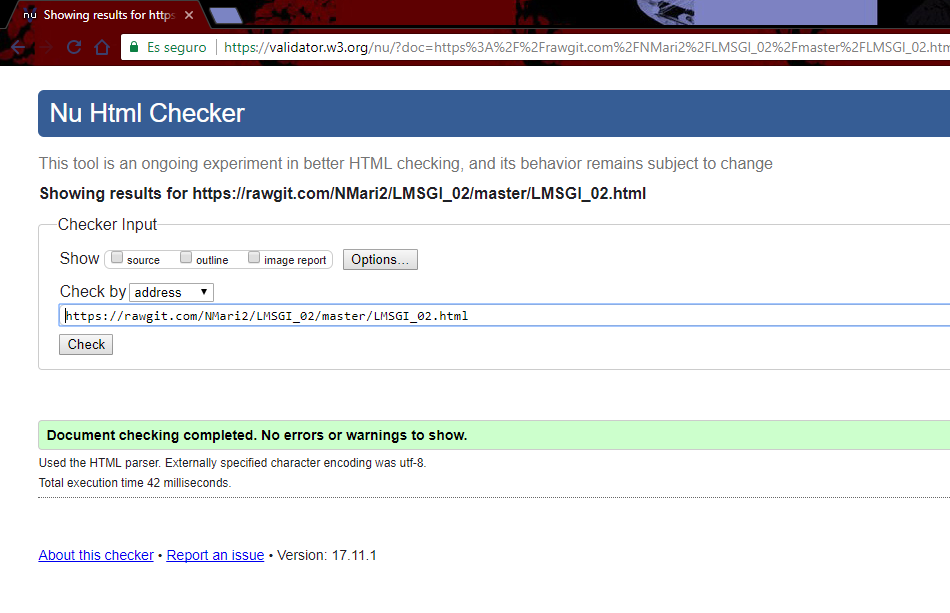 nu Showing results for https
Es seguro https://validator.w3.org/nu/?doc=https%3A%2F%2Frawgit.com%2FNMari2%2FLMSGI_02%2Fmaster%2FLMSGI_02.htm
Nu Html Checker
This tool is an ongoing experiment in better HTML checking, and its behavior remains subject to change
Showing results for https://rawgit.com/NMari2/LMSGI_02/master/LMSGI_02.html
Checker Input
Show source outline image report Options...
Check by address
https://rawgit.com/NMari2/LMSGI_02/master/LMSGI_02.html
Check
Document checking completed. No errors or warnings to show.
Used the HTML parser. Externally specified character encoding was utf-8.
Total execution time 42 milliseconds.
About this checker • Report an issue • Version: 17.11.1